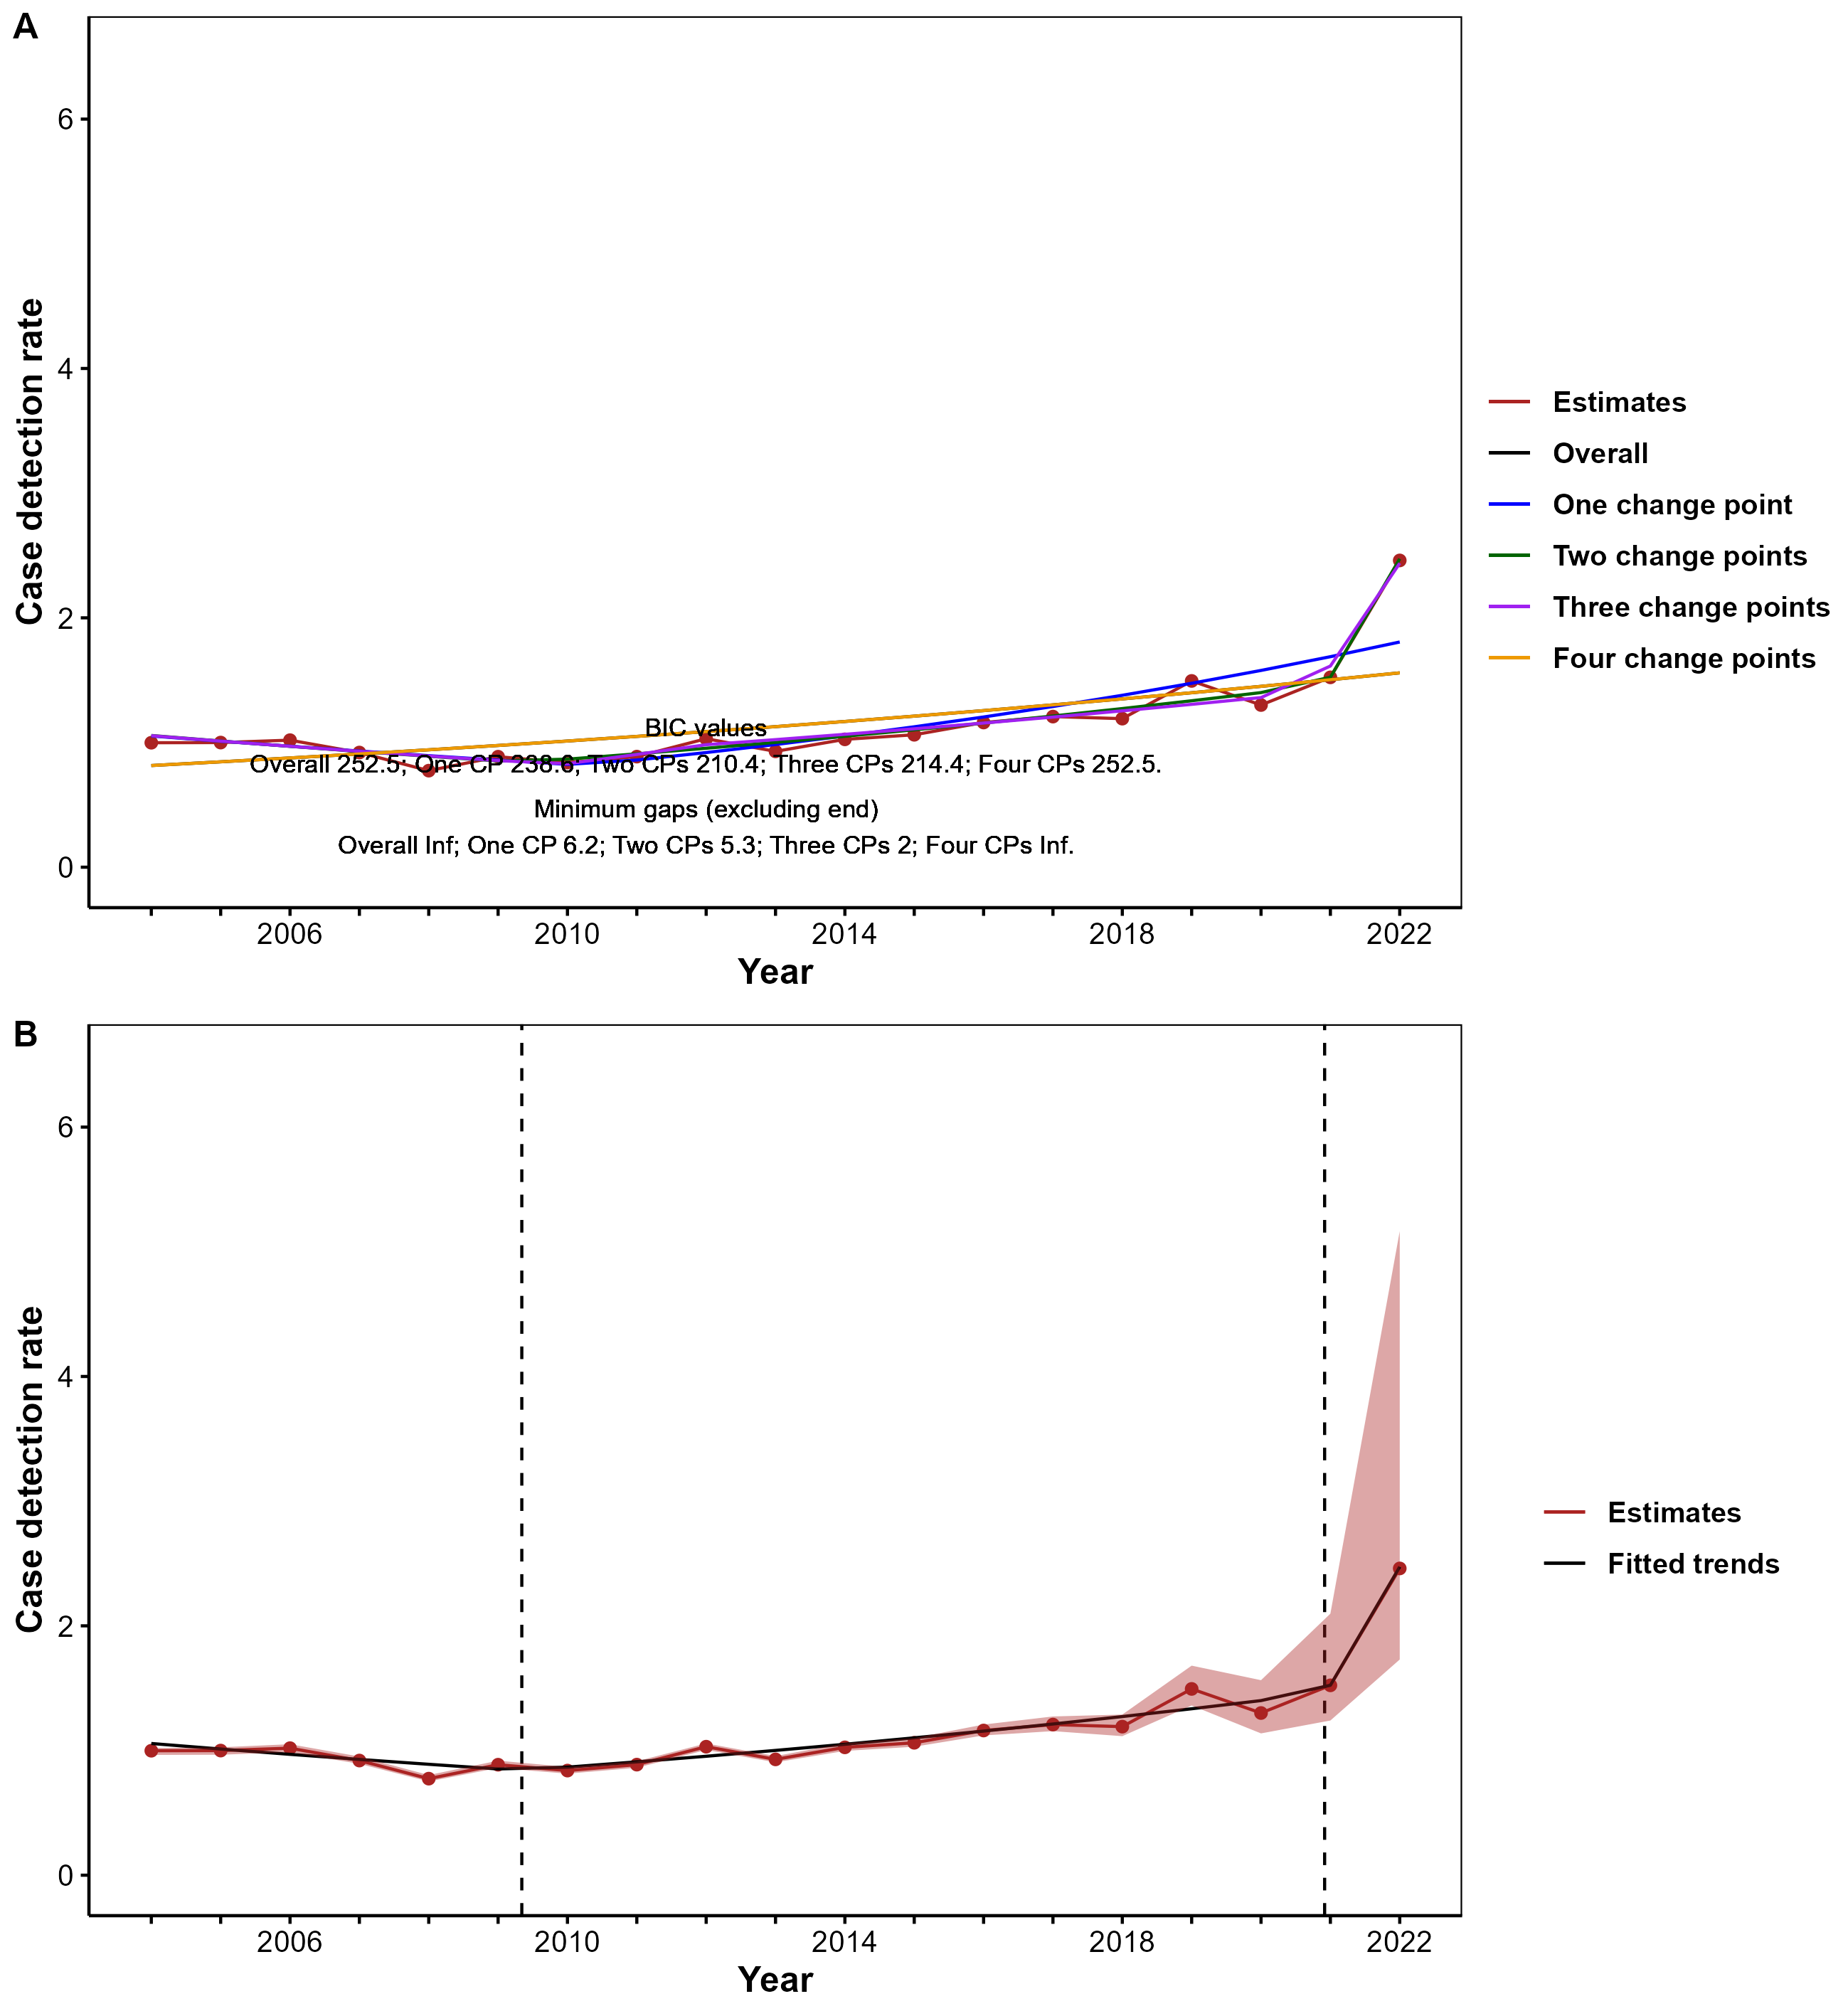 A
Case detection rate
6
4
2
0
BIC values
Overall 252.5; One CP 238.6; Two CPs 210.4; Three CPs 214.4; Four CPs 252.5.
Minimum gaps (excluding end)
Overall Inf; One CP 6.2; Two CPs 5.3; Three CPs 2; Four CPs Inf.
2006 2010 2014 2018 2022
Year
Estimates
Overall
One change point
Two change points
Three change points
Four change points
B
Case detection rate
6
4
2
0
2006 2010 2014 2018 2022
Year
Estimates
Fitted trends